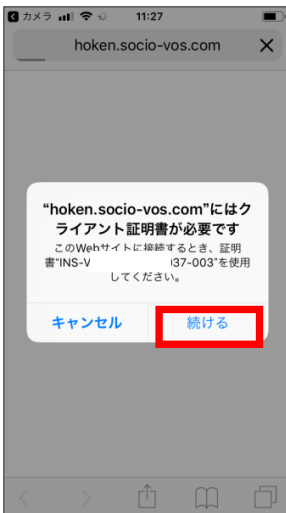 カメラ 11:27
hoken.socio-vos.com
“hoken.socio-vos.com”にはク
ライアント証明書が必要です
このWebサイトに接続するとき、証明
書“INS-V 037-003”を使用
してください。
キャンセル 続ける